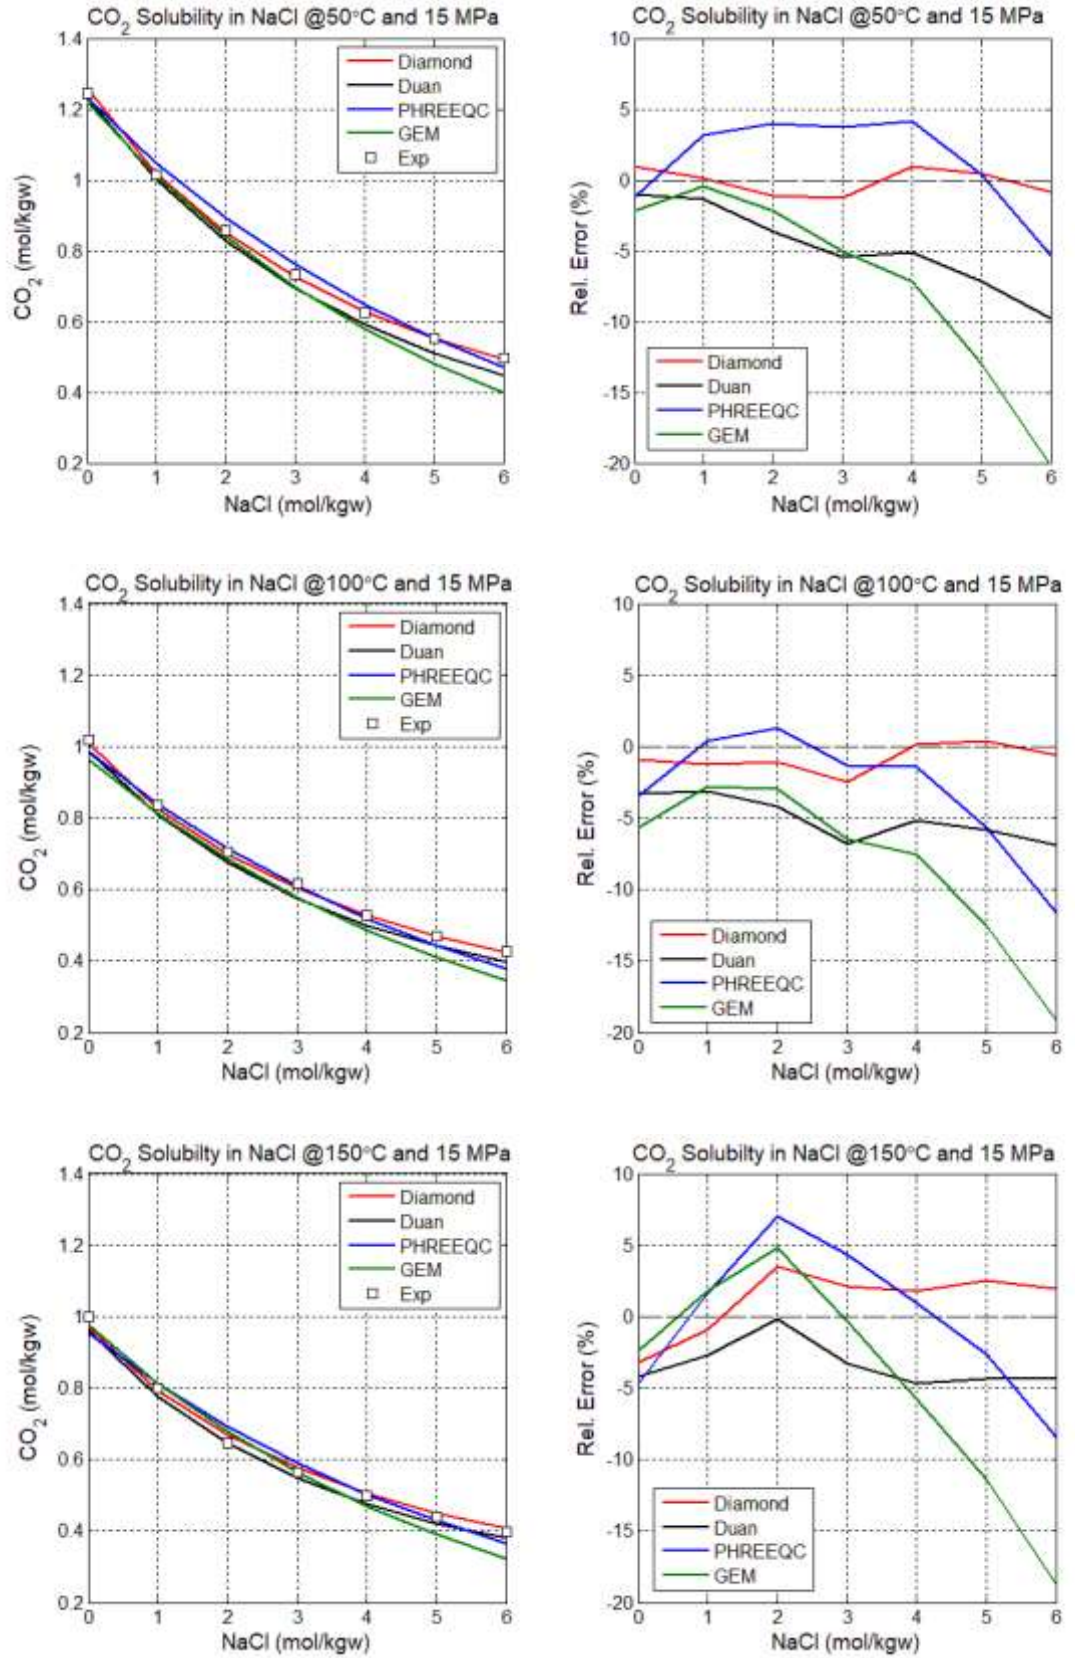 CO2 Solubility in NaCl @50°C and 15 MPa
1.4
1.2
1
0.8
0.6
0.4
0.2
CO2 (mol/kgw)
0 1 2 3 4 5 6
NaCl (mol/kgw)
Diamond
Duan
PHREEQC
GEM
Exp
CO2 Solubility in NaCl @50°C and 15 MPa
10
5
0
-5
-10
-15
-20
Rel. Error (%)
0 1 2 3 4 5 6
NaCl (mol/kgw)
Diamond
Duan
PHREEQC
GEM
CO2 Solubility in NaCl @100°C and 15 MPa
1.4
1.2
1
0.8
0.6
0.4
0.2
CO2 (mol/kgw)
0 1 2 3 4 5 6
NaCl (mol/kgw)
Diamond
Duan
PHREEQC
GEM
Exp
CO2 Solubility in NaCl @100°C and 15 MPa
10
5
0
-5
-10
-15
-20
Rel. Error (%)
0 1 2 3 4 5 6
NaCl (mol/kgw)
Diamond
Duan
PHREEQC
GEM
CO2 Solubilty in NaCl @150°C and 15 MPa
1.4
1.2
1
0.8
0.6
0.4
0.2
CO2 (mol/kgw)
0 1 2 3 4 5 6
NaCl (mol/kgw)
Diamond
Duan
PHREEQC
GEM
Exp
CO2 Solubilty in NaCl @150°C and 15 MPa
10
5
0
-5
-10
-15
-20
Rel. Error (%)
0 1 2 3 4 5 6
NaCl (mol/kgw)
Diamond
Duan
PHREEQC
GEM